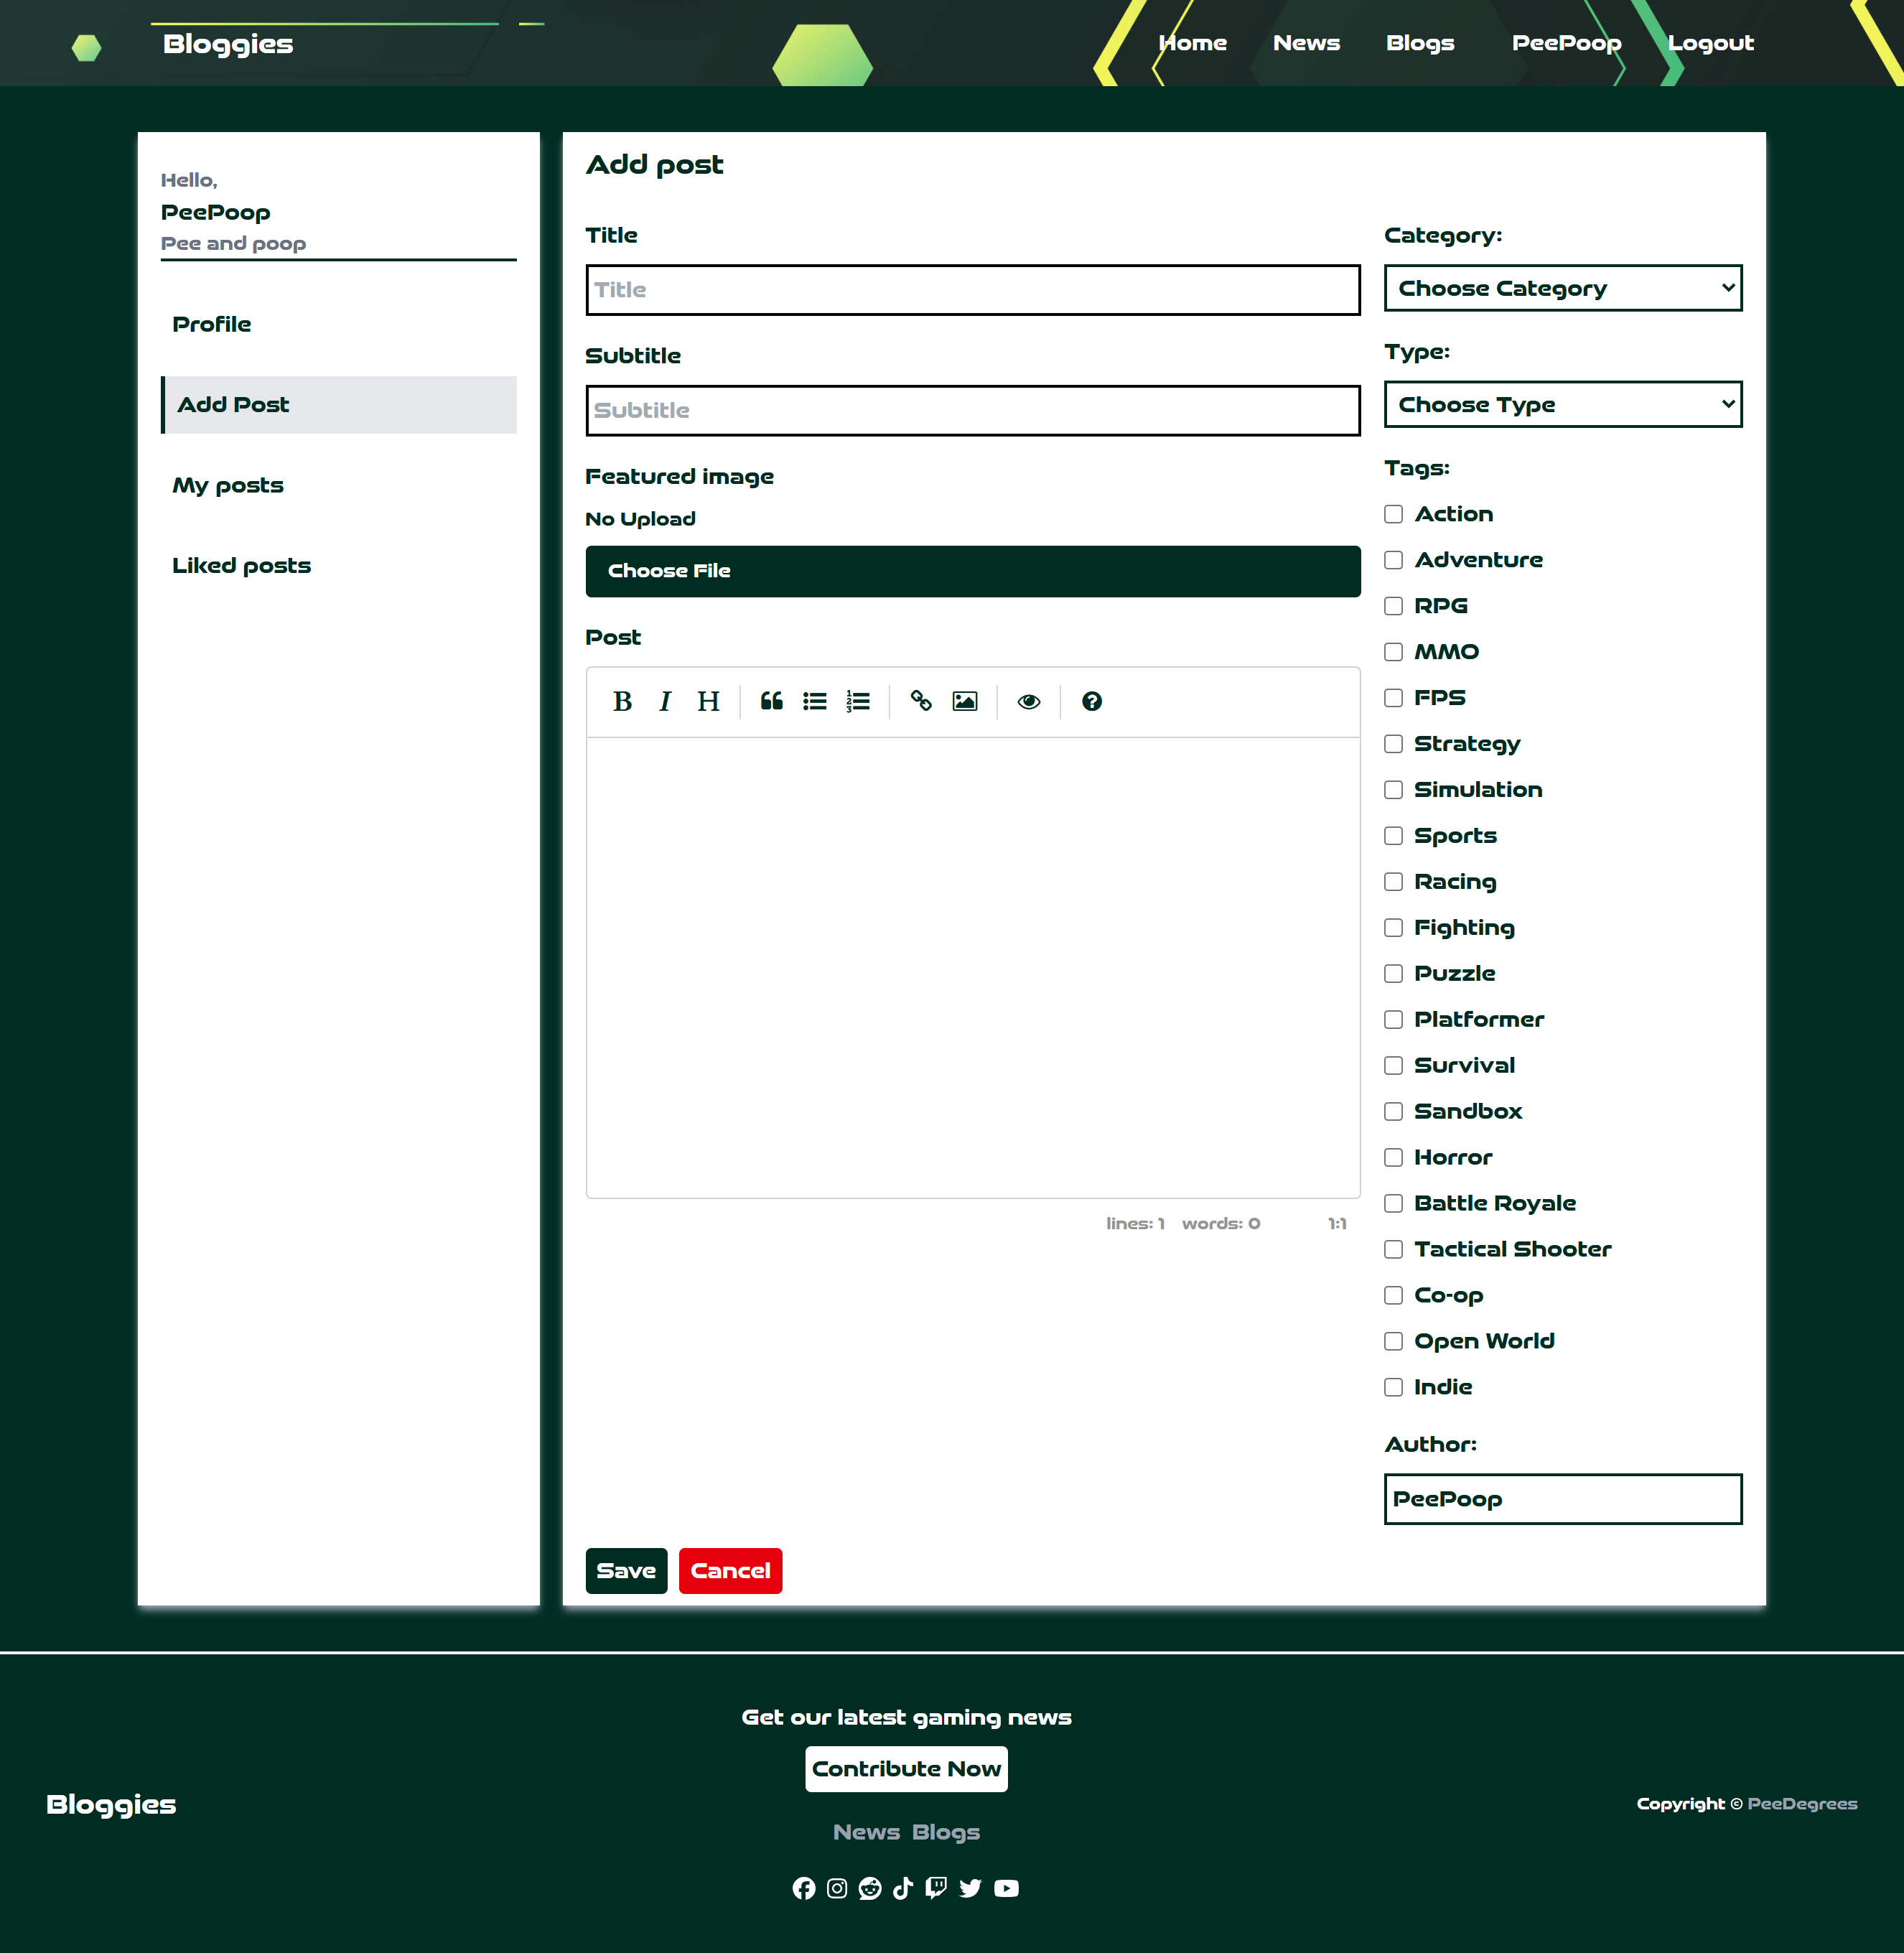 Bloggies
Home News Blogs PeePoop Logout
Hello,
PeePoop
Pee and poop
Profile
Add Post
My posts
Liked posts
Add post
Title
Title
Subtitle
Subtitle
Featured image
No Upload
Choose File
Post
B I H
lines: 1 words: 0 1:1
Category:
Choose Category
Type:
Choose Type
Tags:
Action
Adventure
RPG
MMO
FPS
Strategy
Simulation
Sports
Racing
Fighting
Puzzle
Platformer
Survival
Sandbox
Horror
Battle Royale
Tactical Shooter
Co-op
Open World
Indie
Author:
PeePoop
Save Cancel
Get our latest gaming news
Contribute Now
Bloggies
News Blogs
Copyright © PeeDegrees